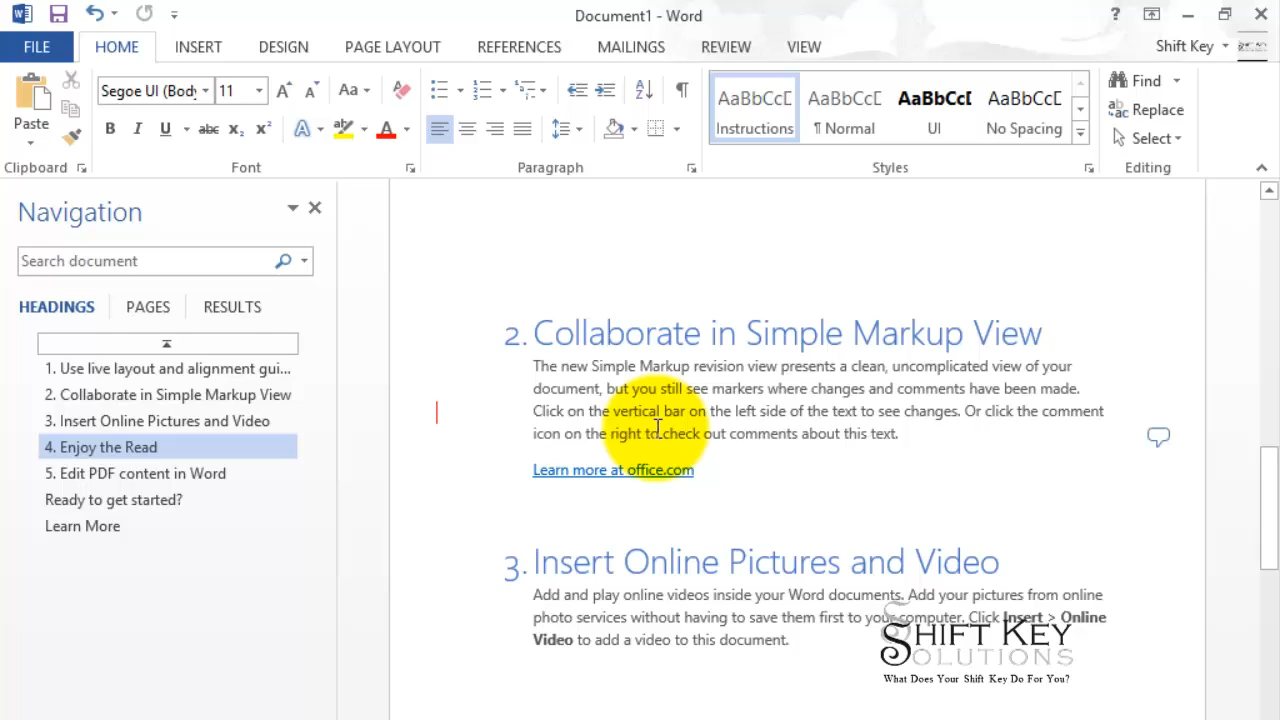 Document1 - Word
?
FILE HOME INSERT DESIGN PAGE LAYOUT REFERENCES MAILINGS REVIEW VIEW Shift Key
Segoe UI (Body 11 Aa
Paste
B I U abc x₂ x² A A
Clipboard Font Paragraph
AaBbCcD AaBbCcD AaBbCcD AaBbCcD
Instructions ¶ Normal UI No Spacing
Styles
Find
Replace
Select
Editing
Navigation
Search document
HEADINGS PAGES RESULTS
1. Use live layout and alignment gui...
2. Collaborate in Simple Markup View
3. Insert Online Pictures and Video
4. Enjoy the Read
5. Edit PDF content in Word
Ready to get started?
Learn More
2. Collaborate in Simple Markup View
The new Simple Markup revision view presents a clean, uncomplicated view of your
document, but you still see markers where changes and comments have been made.
Click on the vertical bar on the left side of the text to see changes. Or click the comment
icon on the right to check out comments about this text.
Learn more at office.com
3. Insert Online Pictures and Video
Add and play online videos inside your Word documents. Add your pictures from online
photo services without having to save them first to your computer. Click Insert > Online
Video to add a video to this document.
SHIFT KEY
SOLUTIONS
What Does Your Shift Key Do For You?